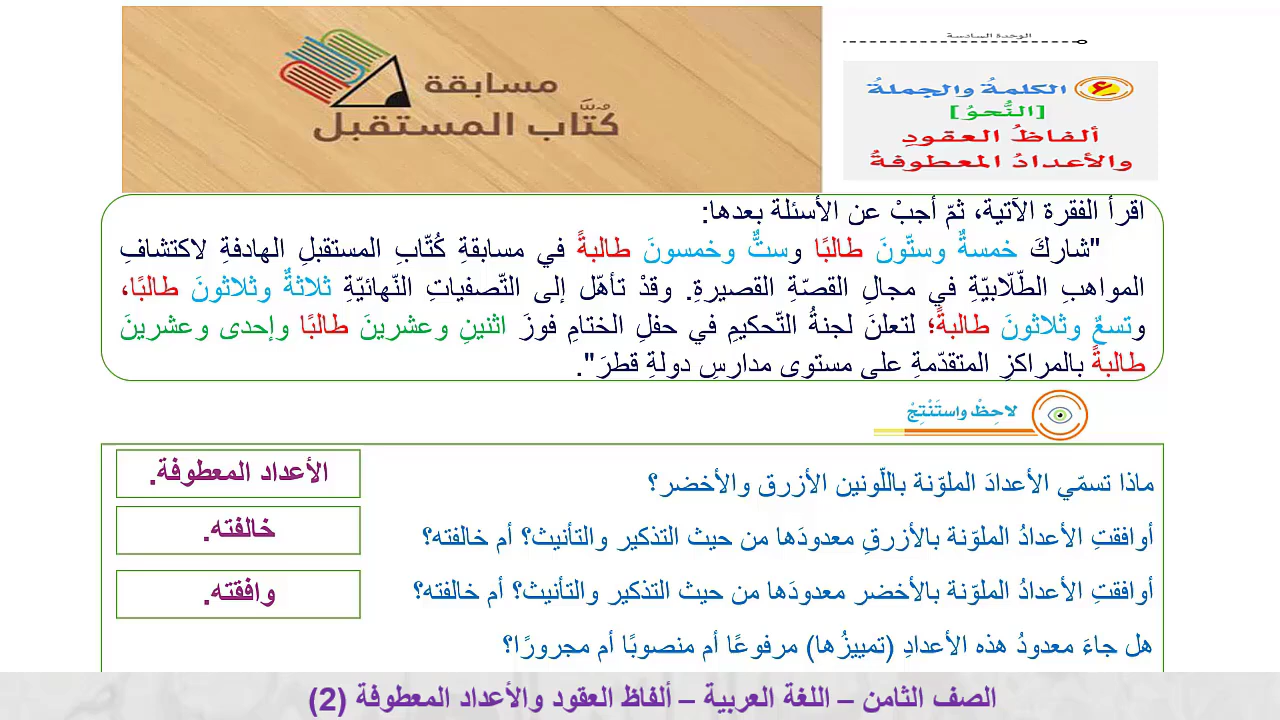 الوحدة السادسة
مسابقة
كُتَّاب المستقبل
٤ الكلمةُ والجملةُ
[النُّحوُ]
ألفاظُ العقودِ
والأعدادُ المعطوفةُ
اقرأ الفقرة الآتية، ثمّ أجبْ عن الأسئلة بعدها:
"شاركَ خمسةٌ وستّونَ طالبًا وستٌّ وخمسونَ طالبةً في مسابقةِ كُتّابِ المستقبلِ الهادفةِ لاكتشافِ
المواهبِ الطّلّابيّةِ في مجالِ القصّةِ القصيرةِ. وقدْ تأهّل إلى التّصفياتِ النّهائيّةِ ثلاثةٌ وثلاثونَ طالبًا،
وتسعٌ وثلاثونَ طالبةً؛ لتعلنَ لجنةُ التّحكيمِ في حفلِ الختامِ فوزَ اثنينِ وعشرينَ طالبًا وإحدى وعشرينَ
طالبةً بالمراكزِ المتقدّمةِ على مستوى مدارسِ دولةِ قطرَ".
لاحِظْ واستَنْتِجْ
ماذا تسمّي الأعدادَ الملوّنة باللّونين الأزرق والأخضر؟
الأعداد المعطوفة.
أوافقتِ الأعدادُ الملوّنة بالأزرقِ معدودَها من حيث التذكير والتأنيث؟ أم خالفته؟
خالفته.
أوافقتِ الأعدادُ الملوّنة بالأخضر معدودَها من حيث التذكير والتأنيث؟ أم خالفته؟
وافقته.
هل جاءَ معدودُ هذه الأعدادِ (تمييزُها) مرفوعًا أم منصوبًا أم مجرورًا؟
الصف الثامن – اللغة العربية – ألفاظ العقود والأعداد المعطوفة (2)